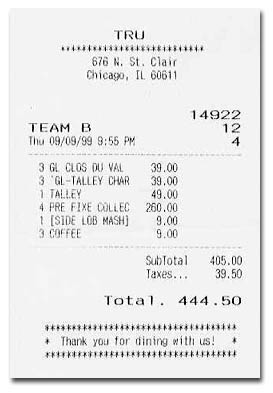 TRU
****************************
676 N. St. Clair
Chicago, IL 60611
14922
TEAM B 12
Thu 09/09/99 9:55 PM 4
3 GL CLOS DU VAL 39.00
3 'GL-TALLEY CHAR 39.00
1 TALLEY 49.00
4 PRE FIXE COLLEC 260.00
1 [SIDE LOB MASH] 9.00
3 COFFEE 9.00
SubTotal 405.00
Taxes... 39.50
Total. 444.50
***********************************
* Thank you for dining with us! *
***********************************